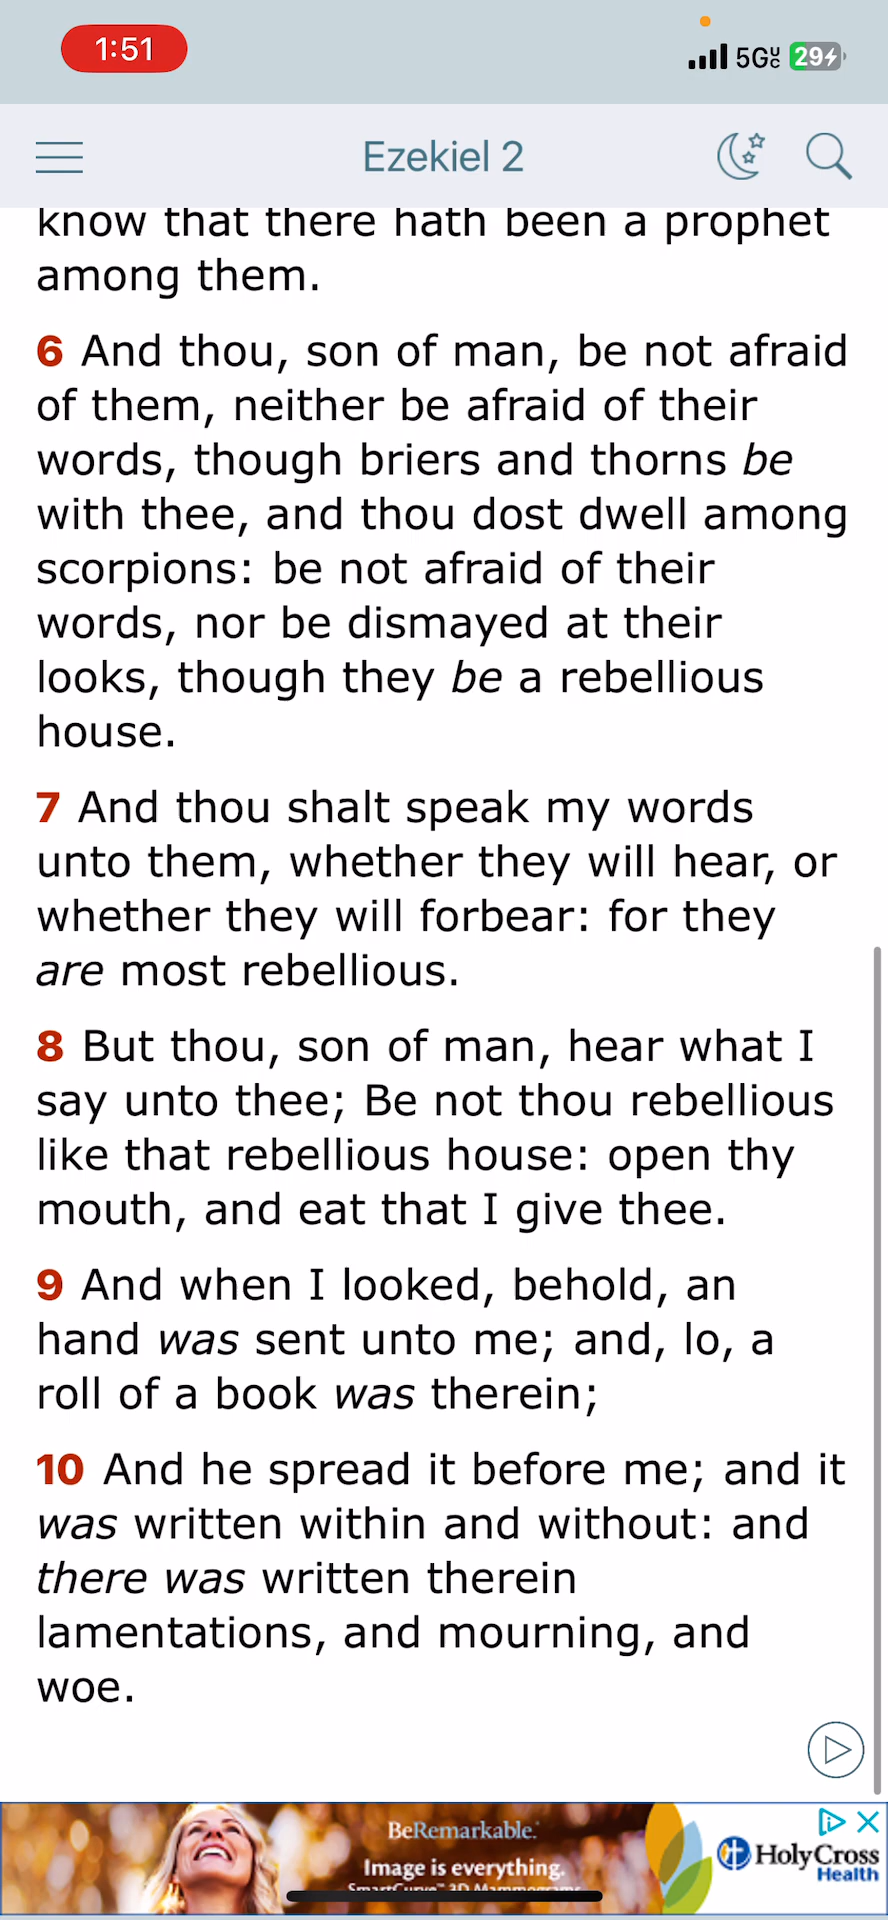 1:51
5G UC 29
Ezekiel 2
know that there hath been a prophet
among them.
6 And thou, son of man, be not afraid
of them, neither be afraid of their
words, though briers and thorns be
with thee, and thou dost dwell among
scorpions: be not afraid of their
words, nor be dismayed at their
looks, though they be a rebellious
house.
7 And thou shalt speak my words
unto them, whether they will hear, or
whether they will forbear: for they
are most rebellious.
8 But thou, son of man, hear what I
say unto thee; Be not thou rebellious
like that rebellious house: open thy
mouth, and eat that I give thee.
9 And when I looked, behold, an
hand was sent unto me; and, lo, a
roll of a book was therein;
10 And he spread it before me; and it
was written within and without: and
there was written therein
lamentations, and mourning, and
woe.
BeRemarkable.
Image is everything.
SmartCurve™ 3D Mammograms
HolyCross
Health